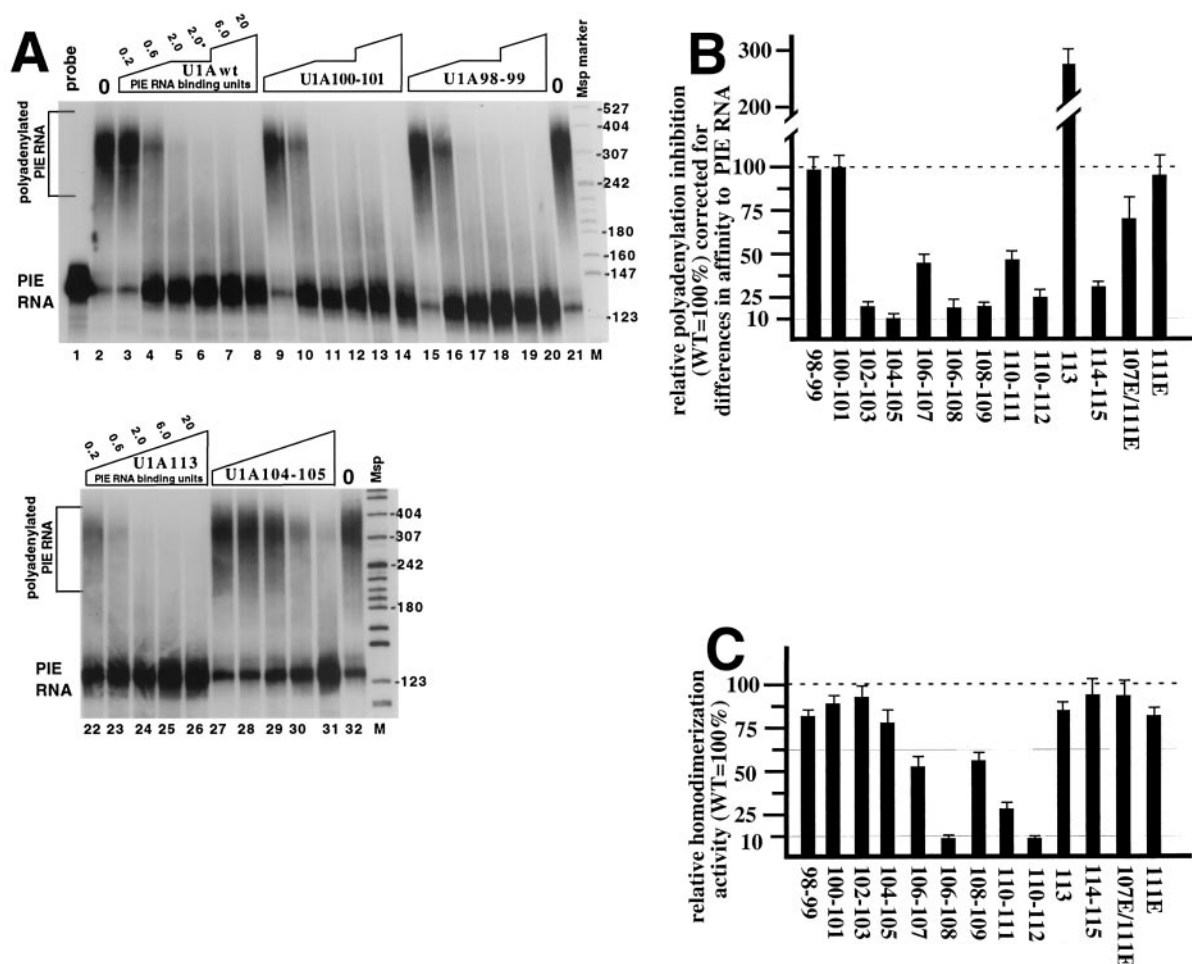 A
probe
0
0.2
0.6
2.0
2.0*
6.0
20
U1Awt
PIE RNA binding units
U1A100-101
U1A98-99
0
Msp marker
polyadenylated
PIE RNA
PIE
RNA
-527
-404
-307
-242
-180
-160
-147
-123
1 2 3 4 5 6 7 8 9 10 11 12 13 14 15 16 17 18 19 20 21 M
0.2
0.6
2.0
6.0
20
U1A113
PIE RNA binding units
U1A104-105
0
Msp
polyadenylated
PIE RNA
PIE
RNA
-404
-307
-242
-180
-123
22 23 24 25 26 27 28 29 30 31 32 M
B
relative polyadenylation inhibition
(WT=100%) corrected for
differences in affinity to PIE RNA
300
200
100
50
25
10
98-99
100-101
102-103
104-105
106-107
106-108
108-109
110-111
110-112
113
114-115
107E/111E
111E
C
relative homodimerization
activity (WT=100%)
100
75
50
25
10
98-99
100-101
102-103
104-105
106-107
106-108
108-109
110-111
110-112
113
114-115
107E/111E
111E